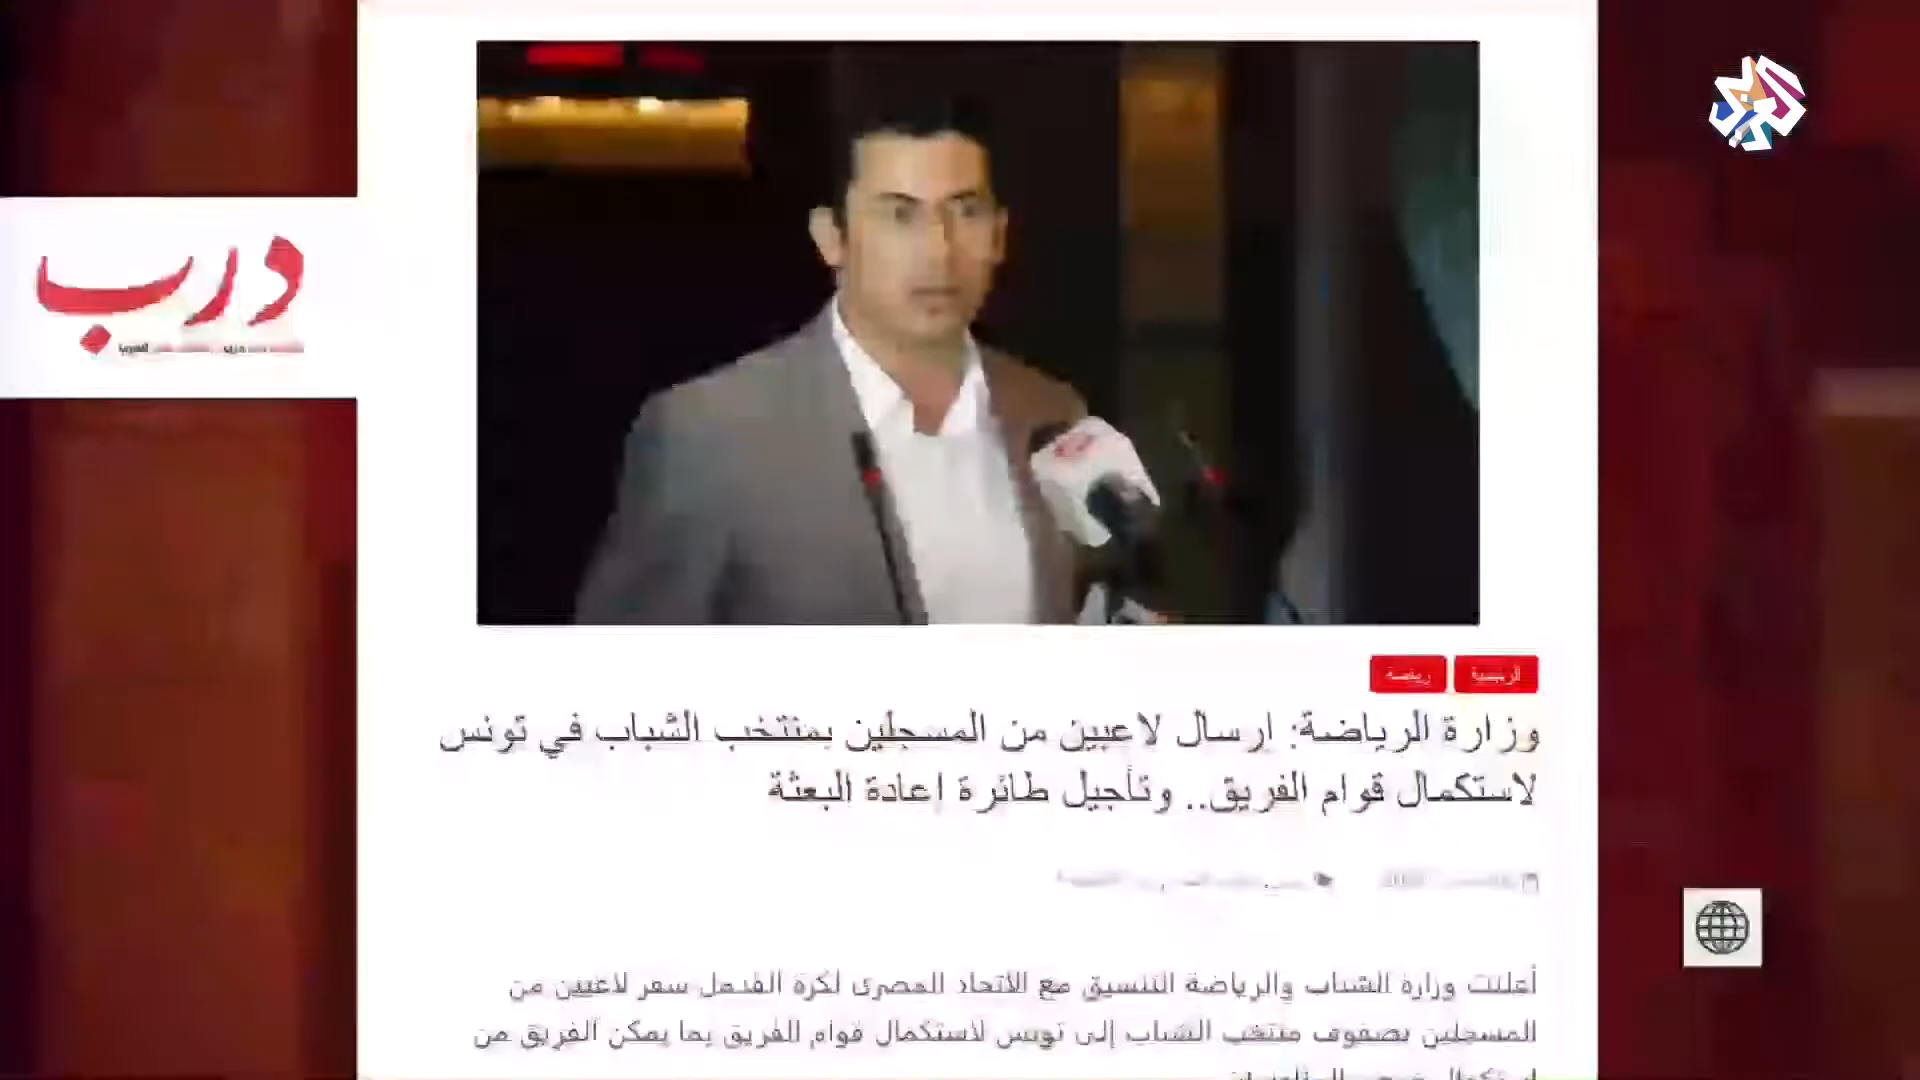 درب
الرئيسية
رياضة
وزارة الرياضة: ارسال لاعبين من المسجلين بمنتخب الشباب في تونس
لاستكمال قوام الفريق.. وتأجيل طائرة اعادة البعثة
أعلنت وزارة الشباب والرياضة التنسيق مع الاتحاد المصرى لكرة القدم سفر لاعبين من
المسجلين بصفوف منتخب الشباب إلى تونس لاستكمال قوام الفريق بما يمكن الفريق من